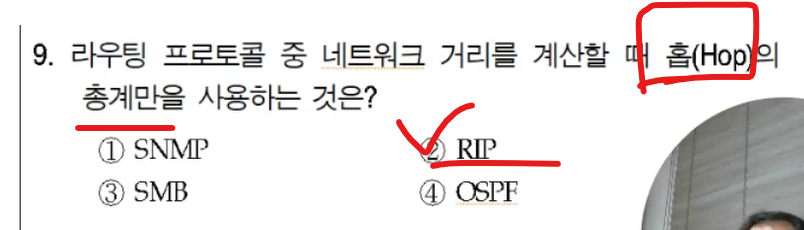 9. 라우팅 프로토콜 중 네트워크 거리를 계산할 때 홉(Hop)의
총계만을 사용하는 것은?
① SNMP ② RIP
③ SMB ④ OSPF